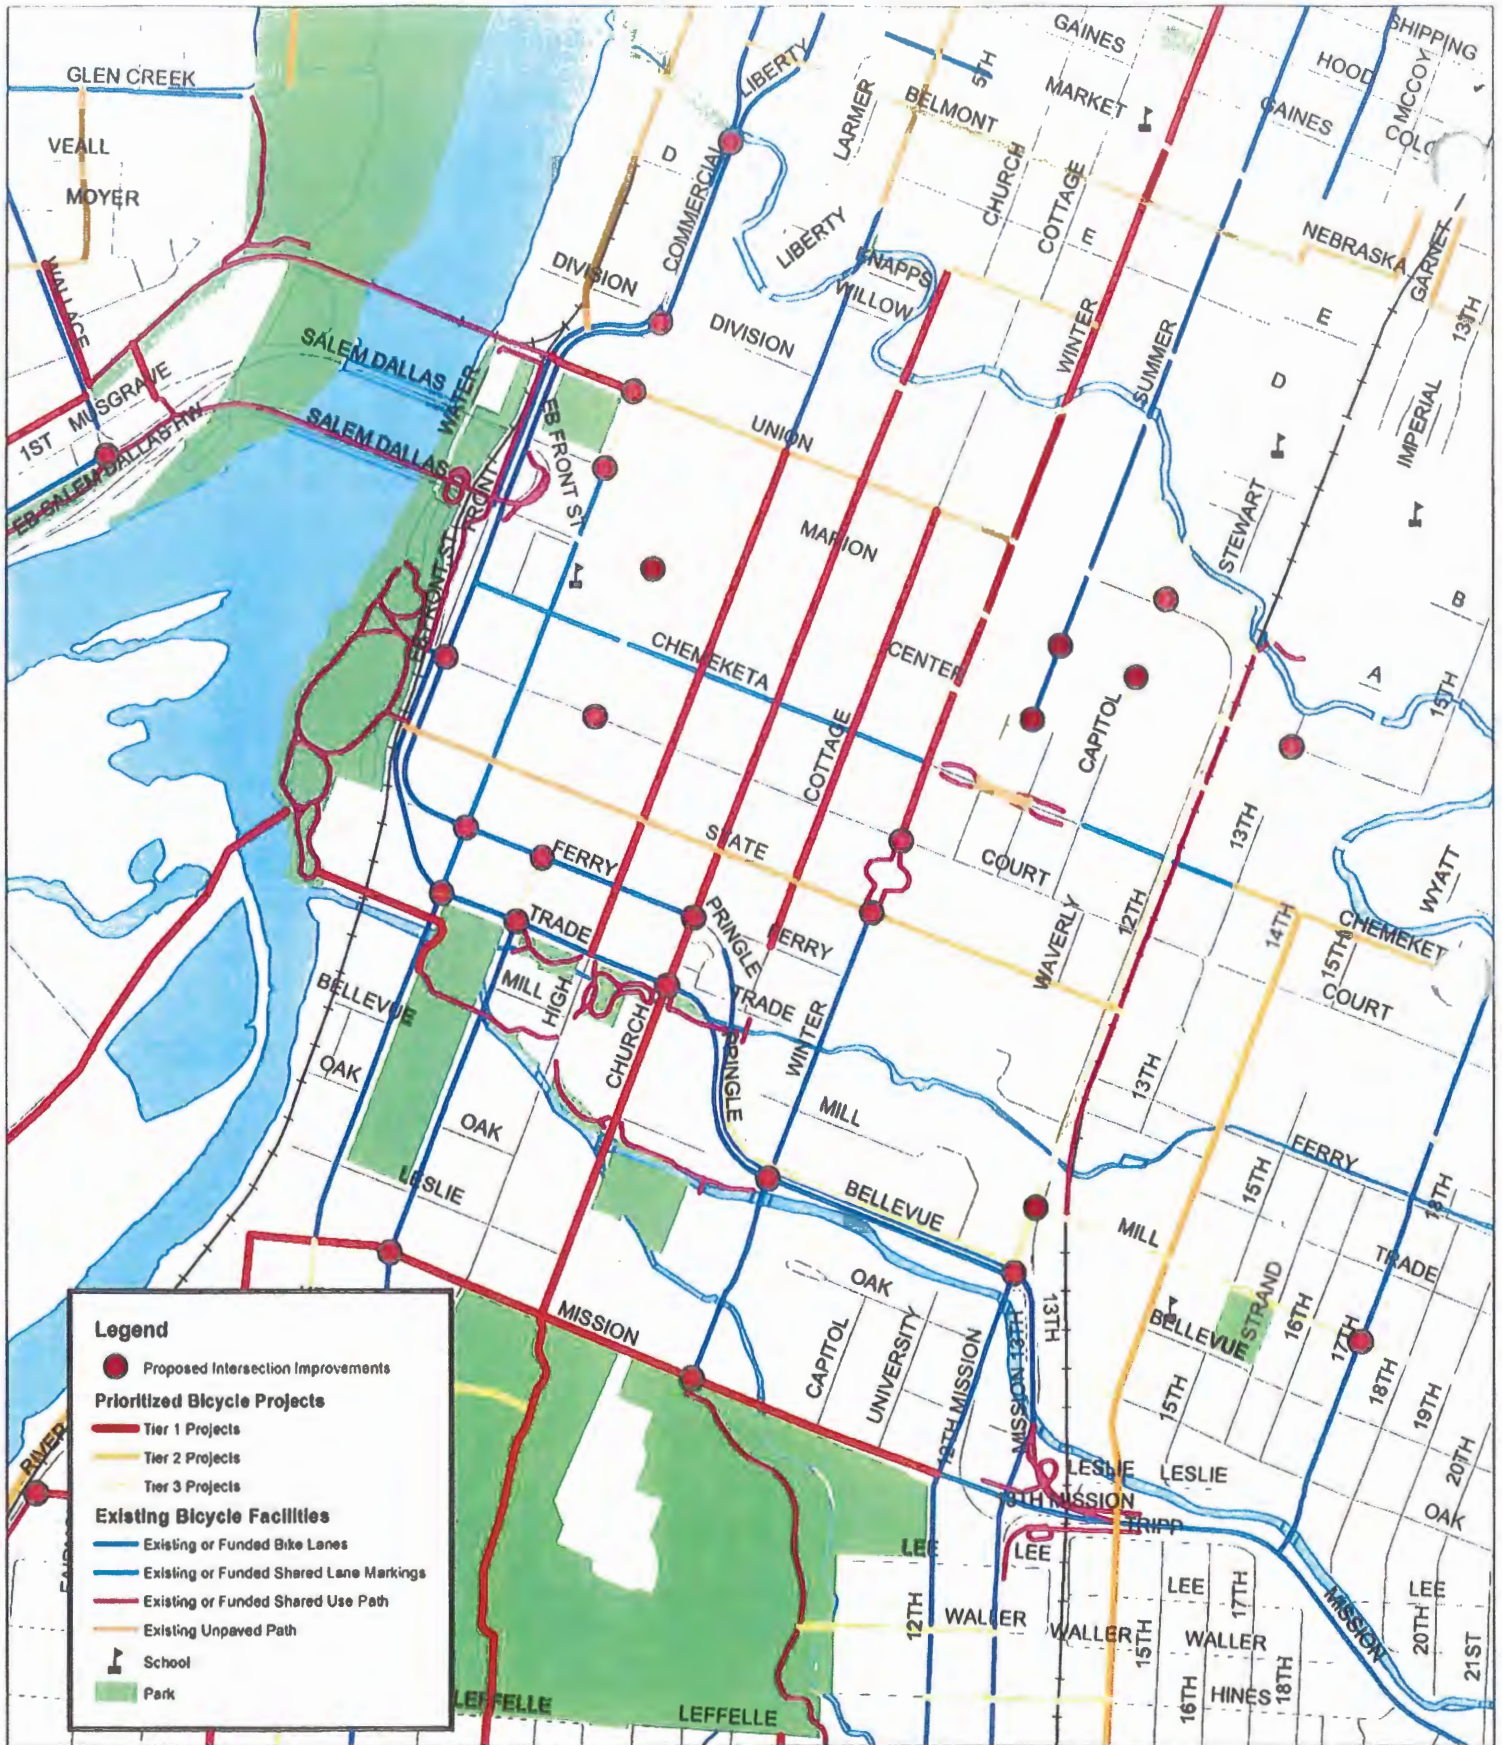 GAINES
SHIPPING
LIBERTY
5TH
HOOD
GLEN CREEK
MCCOY
LARMER
BELMONT
MARKET
GAINES
COLO
VEALL
D
COMMERCIAL
CHURCH
COTTAGE
MOYER
LIBERTY
E
NEBRASKA
GARNET
DIVISION
KNAPPS
WILLOW
13TH
WALLACE
DIVISION
WINTER
SUMMER
E
SALEM DALLAS
WATER
D
MUSGRAVE
1ST
EB FRONT ST
UNION
IMPERIAL
SALEM DALLAS HW
SALEM DALLAS
FRONT
EB SALEM DALLAS HW
MARION
STEWART
EB FRONT ST
B
CHEMEKETA
CENTER
A
15TH
COTTAGE
CAPITOL
STATE
FERRY
13TH
COURT
WYATT
TRADE
PRINGLE
FERRY
WAVERLY
12TH
14TH
CHEMEKET
15TH
MILL
HIGH
TRADE
COURT
BELLEVUE
WINTER
CHURCH
PRINGLE
13TH
OAK
OAK
MILL
FERRY
15TH
LESLIE
BELLEVUE
18TH
MILL
TRADE
OAK
STRAND
16TH
13TH
MISSION
BELLEVUE
17TH
CAPITOL
UNIVERSITY
12TH MISSION
MISSION 13TH
15TH
18TH
19TH
20TH
LESLIE
LESLIE
13TH MISSION
OAK
TRIPP
RIVER
LEE
LEE
LEE
17TH
MISSION
LEE
12TH
WALLER
WALLER
15TH
WALLER
20TH
21ST
16TH
HINES
18TH
LEFFELLE
LEFFELLE
Legend
Proposed Intersection Improvements
Prioritized Bicycle Projects
Tier 1 Projects
Tier 2 Projects
Tier 3 Projects
Existing Bicycle Facilities
Existing or Funded Bike Lanes
Existing or Funded Shared Lane Markings
Existing or Funded Shared Use Path
Existing Unpaved Path
School
Park